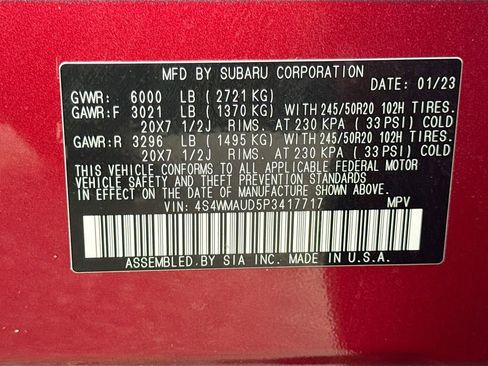 MFD BY SUBARU CORPORATION
DATE: 01/23
GVWR: 6000 LB ( 2721 KG)
GAWR:F 3021 LB ( 1370 KG) WITH 245/50R20 102H TIRES.
20X7 1/2J RIMS. AT 230 KPA ( 33 PSI) COLD
GAWR:R 3296 LB ( 1495 KG) WITH 245/50R20 102H TIRES.
20X7 1/2J RIMS. AT 230 KPA ( 33 PSI) COLD
THIS VEHICLE CONFORMS TO ALL APPLICABLE FEDERAL MOTOR
VEHICLE SAFETY AND THEFT PREVENTION STANDARDS IN EFFECT
ON THE DATE OF MANUFACTURE SHOWN ABOVE.
VIN: 4S4WMAUD5P3417717 MPV
ASSEMBLED BY SIA INC. MADE IN U.S.A.